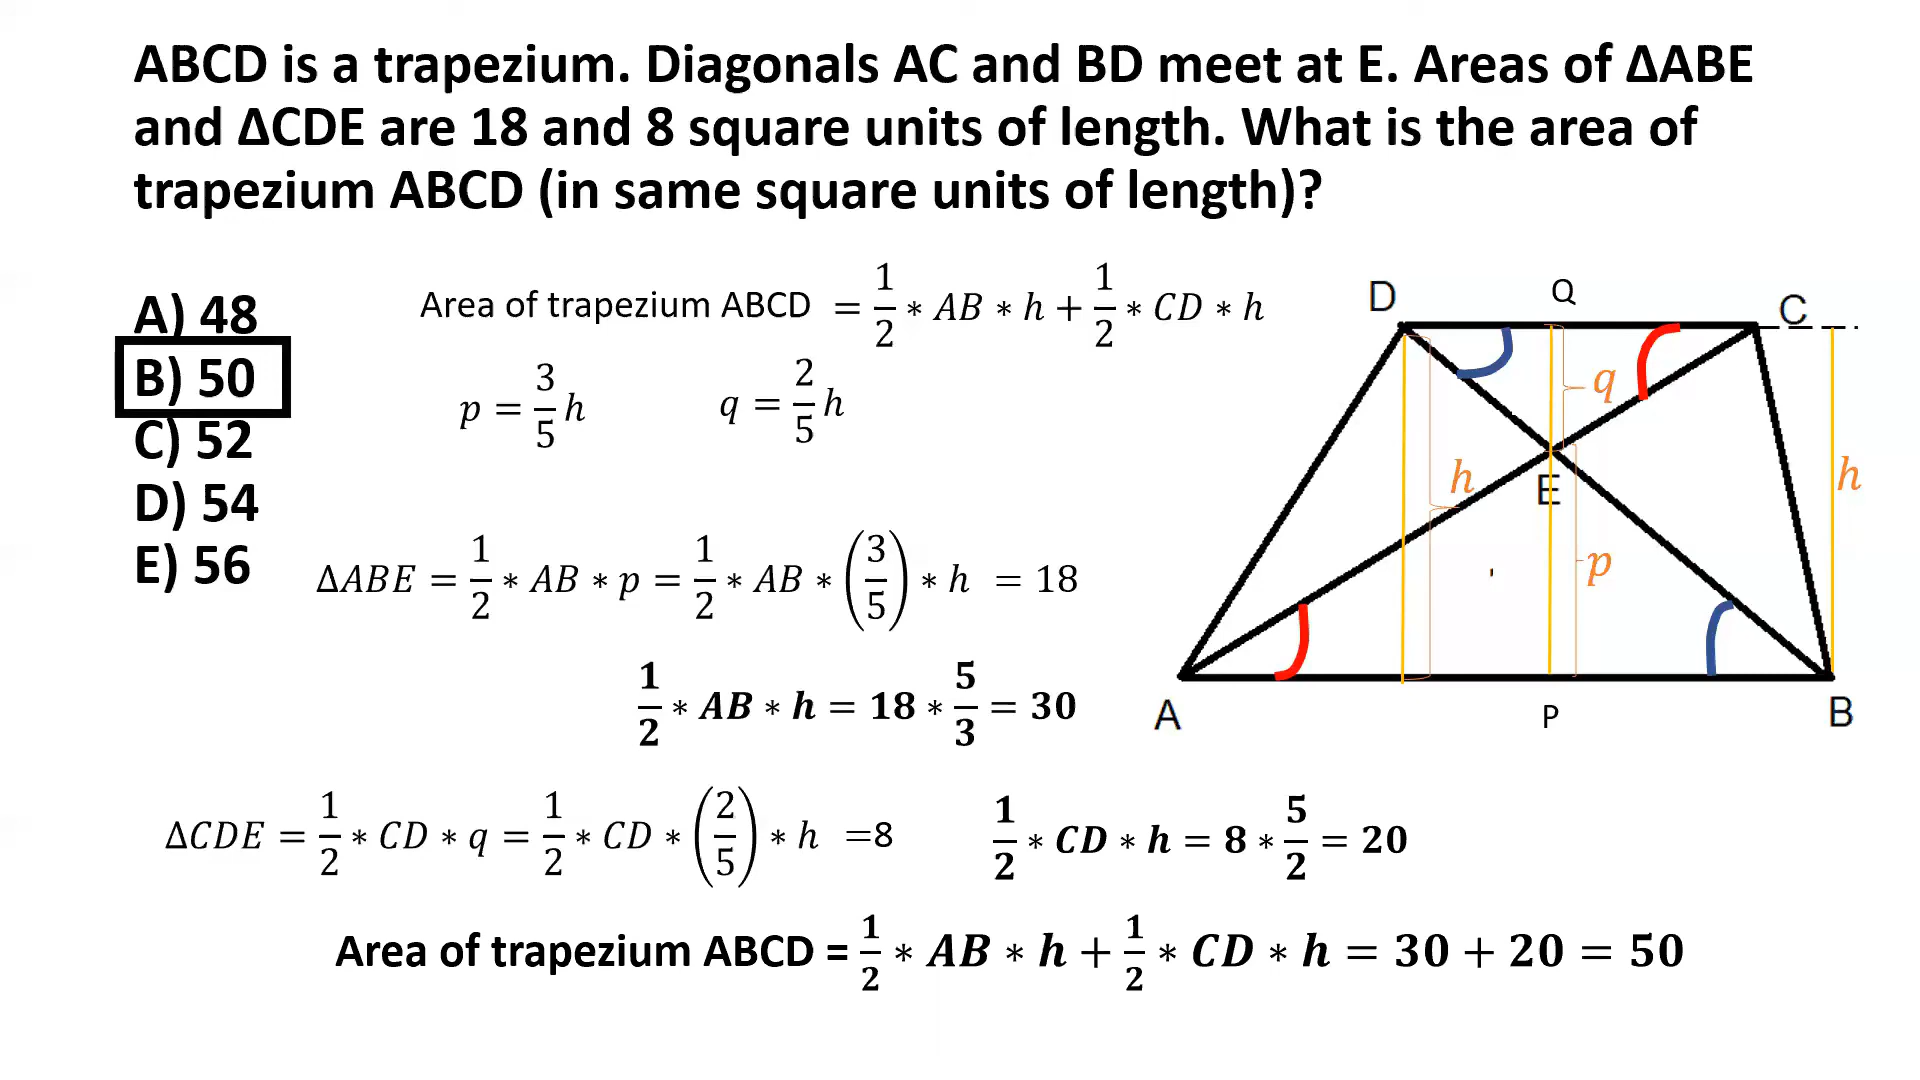 ABCD is a trapezium. Diagonals AC and BD meet at E. Areas of ΔABE
and ΔCDE are 18 and 8 square units of length. What is the area of
trapezium ABCD (in same square units of length)?
A) 48
B) 50
C) 52
D) 54
E) 56
Area of trapezium ABCD = 1/2 * AB * h + 1/2 * CD * h
p = 3/5 h
q = 2/5 h
ΔABE = 1/2 * AB * p = 1/2 * AB * (3/5) * h = 18
1/2 * AB * h = 18 * 5/3 = 30
ΔCDE = 1/2 * CD * q = 1/2 * CD * (2/5) * h =8
1/2 * CD * h = 8 * 5/2 = 20
Area of trapezium ABCD = 1/2 * AB * h + 1/2 * CD * h = 30 + 20 = 50
D
Q
C
q
h
E
h
p
A
P
B